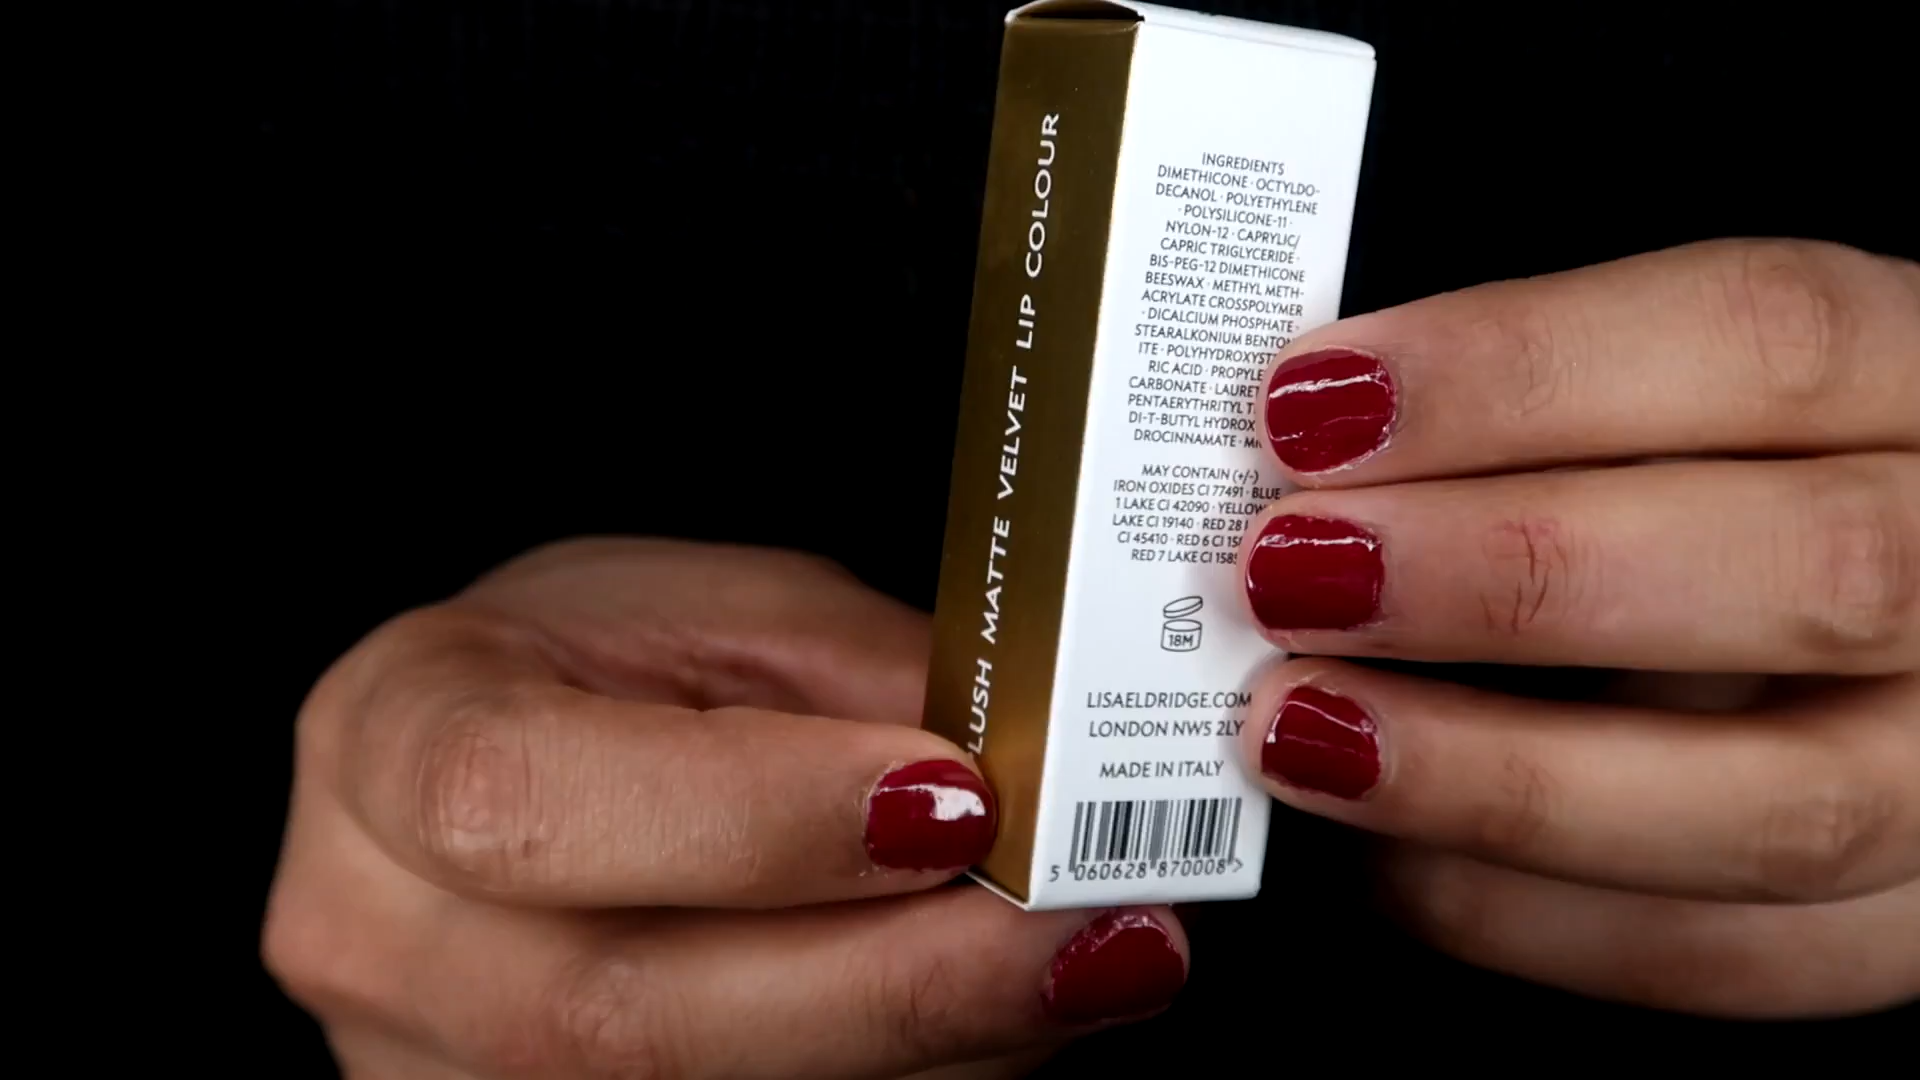 LUSH MATTE VELVET LIP COLOUR
INGREDIENTS
DIMETHICONE · OCTYLDO-
DECANOL · POLYETHYLENE
· POLYSILICONE-11 ·
NYLON-12 · CAPRYLIC/
CAPRIC TRIGLYCERIDE ·
BIS-PEG-12 DIMETHICONE
BEESWAX · METHYL METH-
ACRYLATE CROSSPOLYMER
· DICALCIUM PHOSPHATE ·
STEARALKONIUM BENTON
ITE · POLYHYDROXYST
RIC ACID · PROPYLE
CARBONATE · LAURET
PENTAERYTHRITYL T
DI-T-BUTYL HYDROX
DROCINNAMATE ·
MAY CONTAIN (+/-)
IRON OXIDES CI 77491 · BLUE
1 LAKE CI 42090 · YELLOW
LAKE CI 19140 · RED 28
CI 45410 · RED 6 CI 15
RED 7 LAKE CI 158
18M
LISAELDRIDGE.COM
LONDON NW5 2LY
MADE IN ITALY
5 060628 870008 >